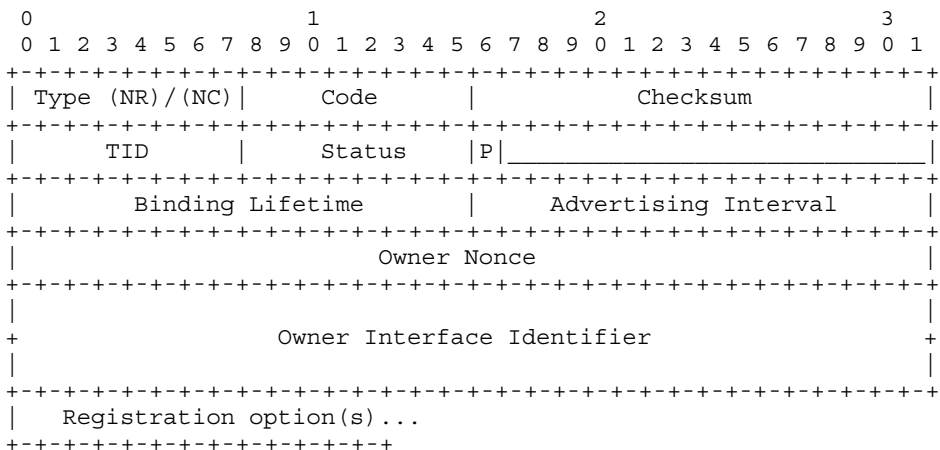 0                   1                   2                   3
0 1 2 3 4 5 6 7 8 9 0 1 2 3 4 5 6 7 8 9 0 1 2 3 4 5 6 7 8 9 0 1
+-+-+-+-+-+-+-+-+-+-+-+-+-+-+-+-+-+-+-+-+-+-+-+-+-+-+-+-+-+-+-+-+
| Type (NR)/(NC)|     Code      |           Checksum            |
+-+-+-+-+-+-+-+-+-+-+-+-+-+-+-+-+-+-+-+-+-+-+-+-+-+-+-+-+-+-+-+-+
|      TID      |     Status    |P|_____________________________|
+-+-+-+-+-+-+-+-+-+-+-+-+-+-+-+-+-+-+-+-+-+-+-+-+-+-+-+-+-+-+-+-+
|        Binding Lifetime       |     Advertising Interval      |
+-+-+-+-+-+-+-+-+-+-+-+-+-+-+-+-+-+-+-+-+-+-+-+-+-+-+-+-+-+-+-+-+
|                         Owner Nonce                           |
+-+-+-+-+-+-+-+-+-+-+-+-+-+-+-+-+-+-+-+-+-+-+-+-+-+-+-+-+-+-+-+-+
|                                                               |
+                  Owner Interface Identifier                   +
|                                                               |
+-+-+-+-+-+-+-+-+-+-+-+-+-+-+-+-+-+-+-+-+-+-+-+-+-+-+-+-+-+-+-+-+
|   Registration option(s)...
+-+-+-+-+-+-+-+-+-+-+-+-+-+